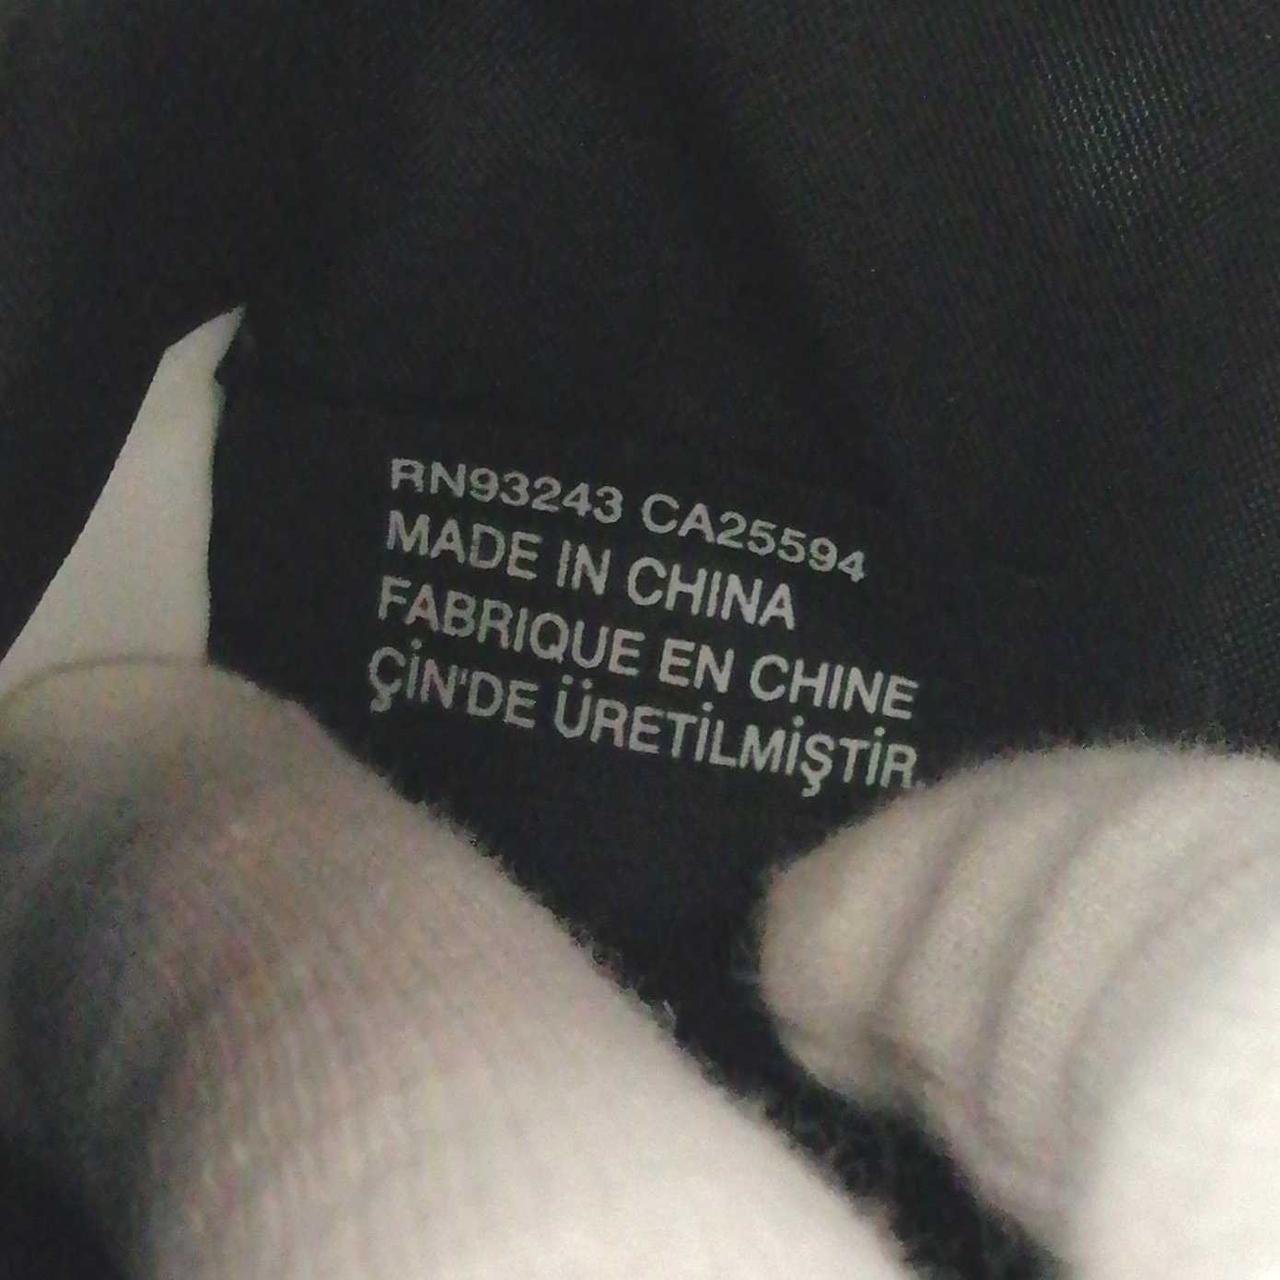 RN93243 CA25594
MADE IN CHINA
FABRIQUE EN CHINE
ÇİN'DE ÜRETİLMİŞTİR.